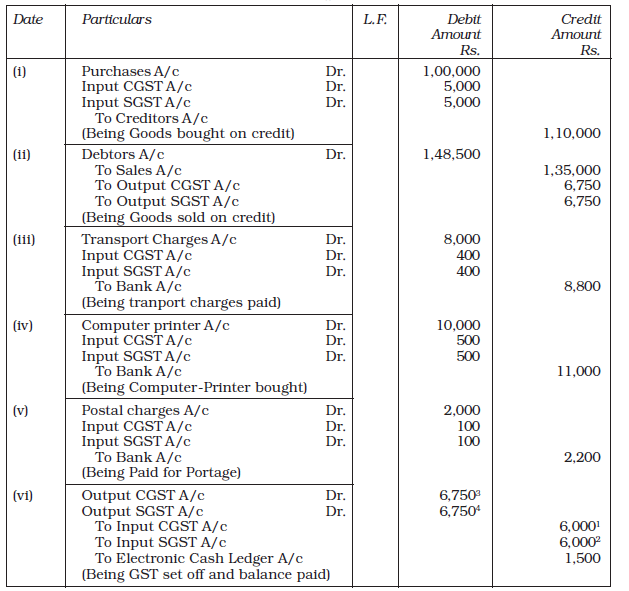 Date Particulars L.F. Debit Credit
Amount Amount
Rs. Rs.
(i) Purchases A/c Dr. 1,00,000
Input CGST A/c Dr. 5,000
Input SGST A/c Dr. 5,000
To Creditors A/c
(Being Goods bought on credit) 1,10,000
(ii) Debtors A/c Dr. 1,48,500
To Sales A/c 1,35,000
To Output CGST A/c 6,750
To Output SGST A/c 6,750
(Being Goods sold on credit)
(iii) Transport Charges A/c Dr. 8,000
Input CGST A/c Dr. 400
Input SGST A/c Dr. 400
To Bank A/c 8,800
(Being tranport charges paid)
(iv) Computer printer A/c Dr. 10,000
Input CGST A/c Dr. 500
Input SGST A/c Dr. 500
To Bank A/c 11,000
(Being Computer-Printer bought)
(v) Postal charges A/c Dr. 2,000
Input CGST A/c Dr. 100
Input SGST A/c Dr. 100
To Bank A/c 2,200
(Being Paid for Portage)
(vi) Output CGST A/c Dr. 6,750³
Output SGST A/c Dr. 6,750⁴
To Input CGST A/c 6,000¹
To Input SGST A/c 6,000²
To Electronic Cash Ledger A/c 1,500
(Being GST set off and balance paid)